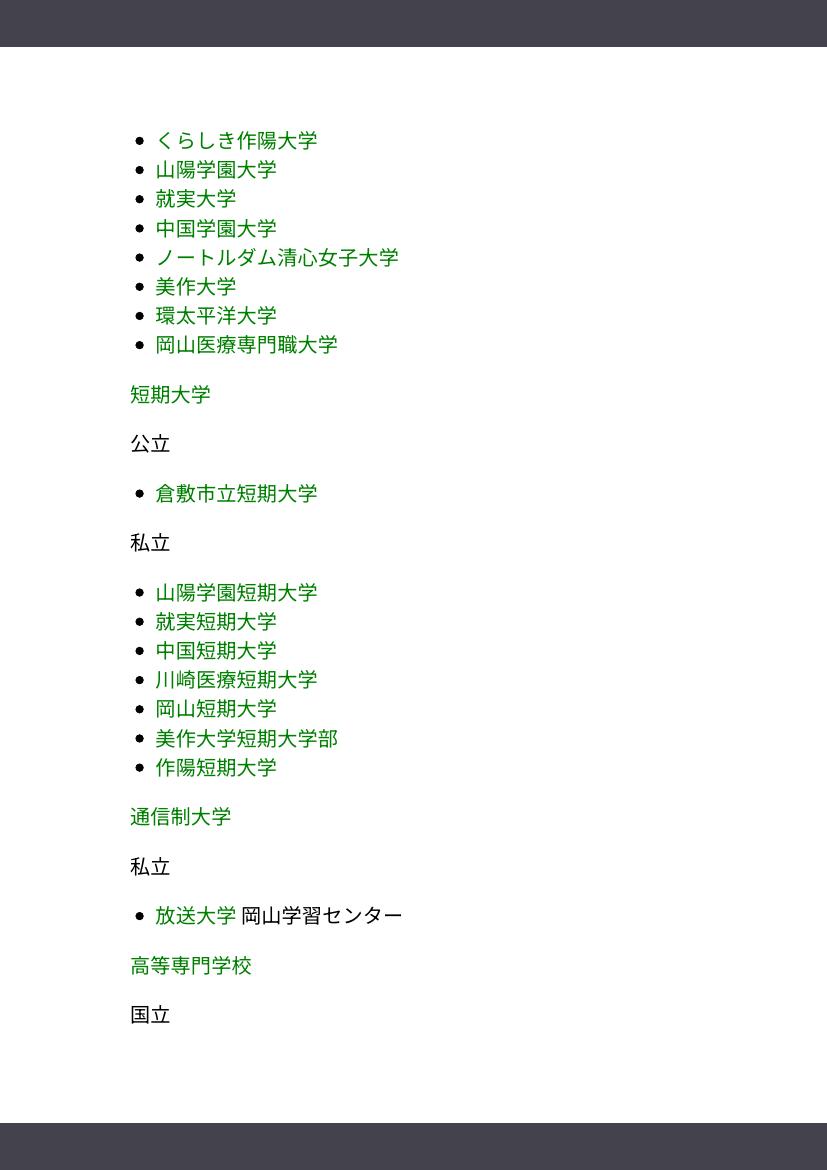 くらしき作陽大学
山陽学園大学
就実大学
中国学園大学
ノートルダム清心女子大学
美作大学
環太平洋大学
岡山医療専門職大学
短期大学
公立
倉敷市立短期大学
私立
山陽学園短期大学
就実短期大学
中国短期大学
川崎医療短期大学
岡山短期大学
美作大学短期大学部
作陽短期大学
通信制大学
私立
放送大学 岡山学習センター
高等専門学校
国立